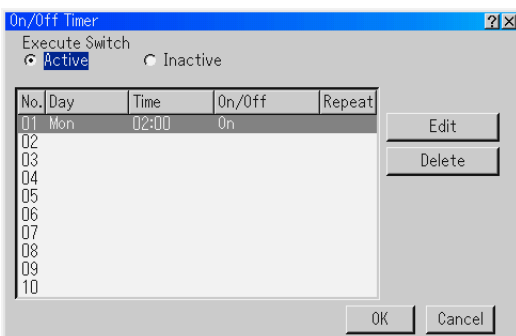 On/Off Timer
Execute Switch
Active Inactive
No. Day Time On/Off Repeat
01 Mon 02:00 On
Edit
02
03
Delete
04
05
06
07
08
09
10
OK Cancel